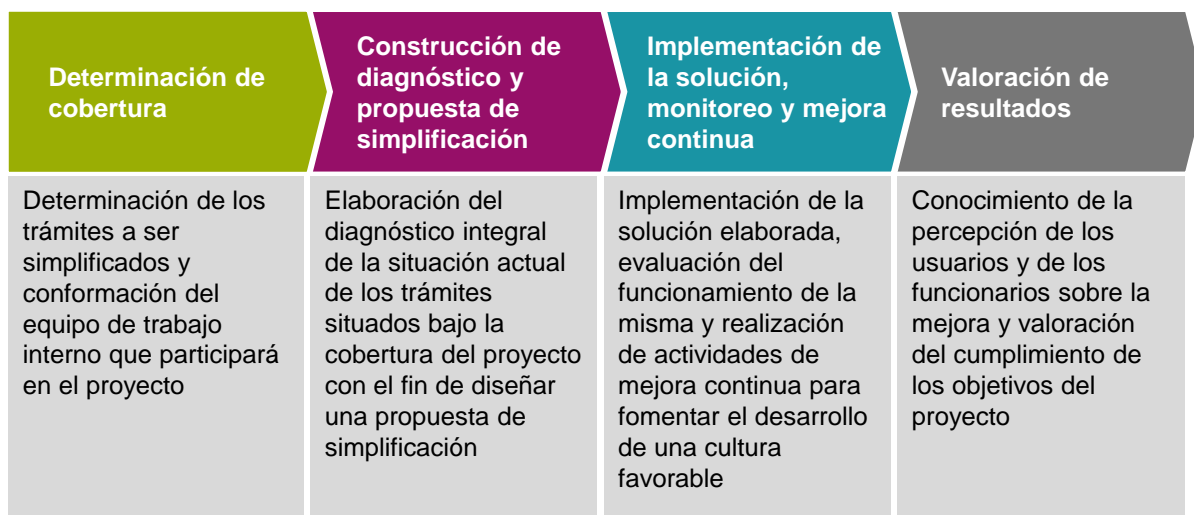 Determinación de
cobertura
Construcción de
diagnóstico y
propuesta de
simplificación
Implementación de
la solución,
monitoreo y mejora
continua
Valoración de
resultados
Determinación de los
trámites a ser
simplificados y
conformación del
equipo de trabajo
interno que participará
en el proyecto
Elaboración del
diagnóstico integral
de la situación actual
de los trámites
situados bajo la
cobertura del proyecto
con el fin de diseñar
una propuesta de
simplificación
Implementación de la
solución elaborada,
evaluación del
funcionamiento de la
misma y realización
de actividades de
mejora continua para
fomentar el desarrollo
de una cultura
favorable
Conocimiento de la
percepción de los
usuarios y de los
funcionarios sobre la
mejora y valoración
del cumplimiento de
los objetivos del
proyecto